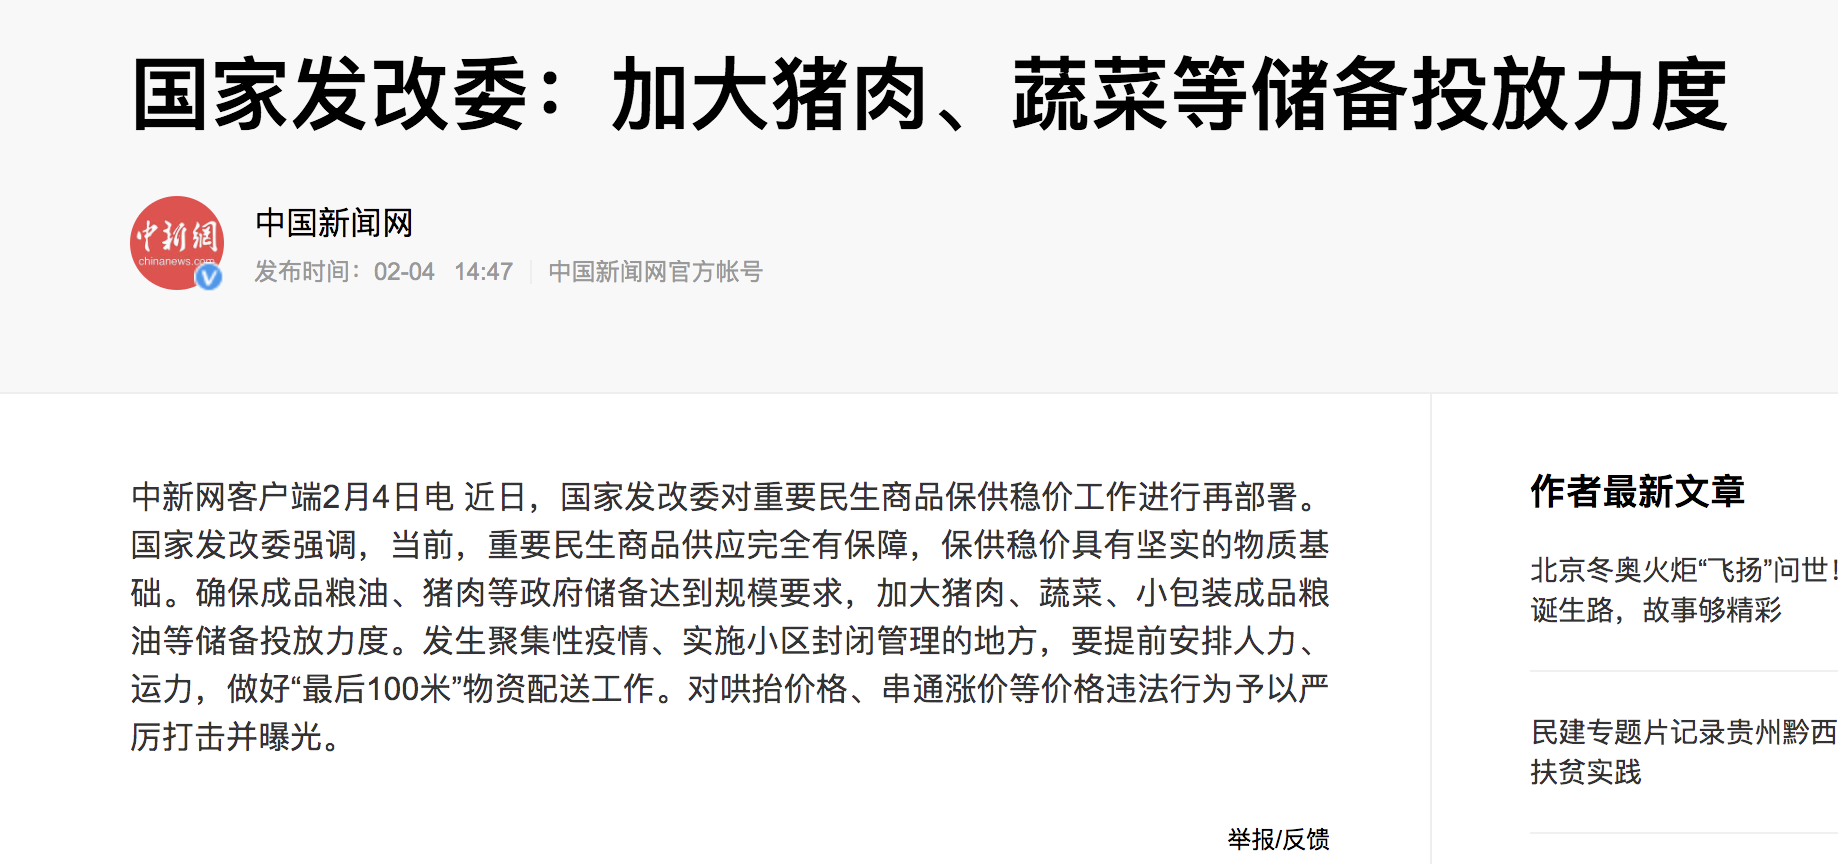 国家发改委：加大猪肉、蔬菜等储备投放力度
中新網
chinanews.com
中国新闻网
发布时间：02-04 14:47 中国新闻网官方帐号
中新网客户端2月4日电 近日，国家发改委对重要民生商品保供稳价工作进行再部署。
国家发改委强调，当前，重要民生商品供应完全有保障，保供稳价具有坚实的物质基
础。确保成品粮油、猪肉等政府储备达到规模要求，加大猪肉、蔬菜、小包装成品粮
油等储备投放力度。发生聚集性疫情、实施小区封闭管理的地方，要提前安排人力、
运力，做好“最后100米”物资配送工作。对哄抬价格、串通涨价等价格违法行为予以严
厉打击并曝光。
举报/反馈
作者最新文章
北京冬奥火炬“飞扬”问世！
诞生路，故事够精彩
民建专题片记录贵州黔西
扶贫实践